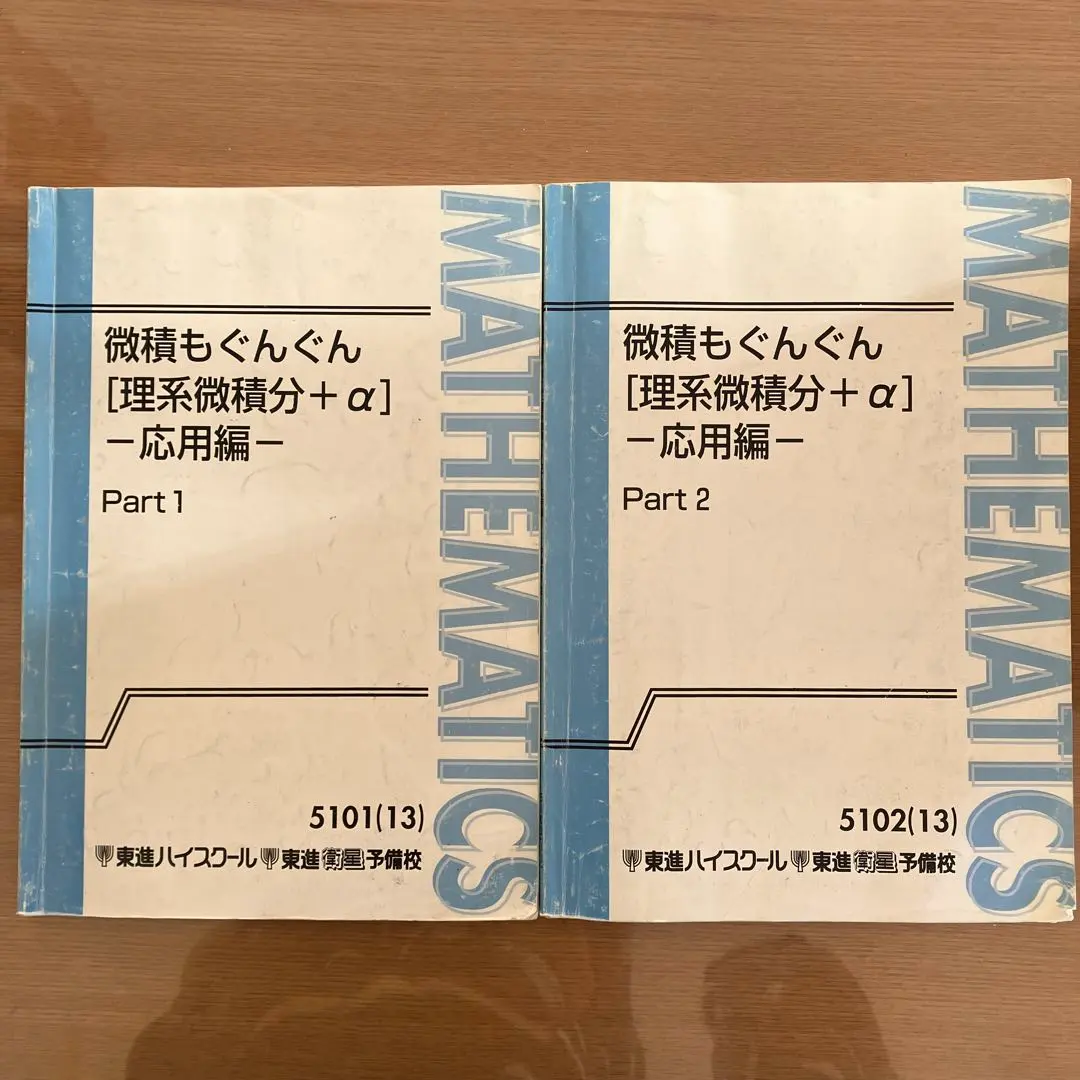 微積もぐんぐん
[理系微積分+α]
-応用編-
Part 1
5101(13)
東進ハイスクール 東進衛星予備校
MATHEMATICS
微積もぐんぐん
[理系微積分+α]
-応用編-
Part 2
5102(13)
東進ハイスクール 東進衛星予備校
MATHEMATICS